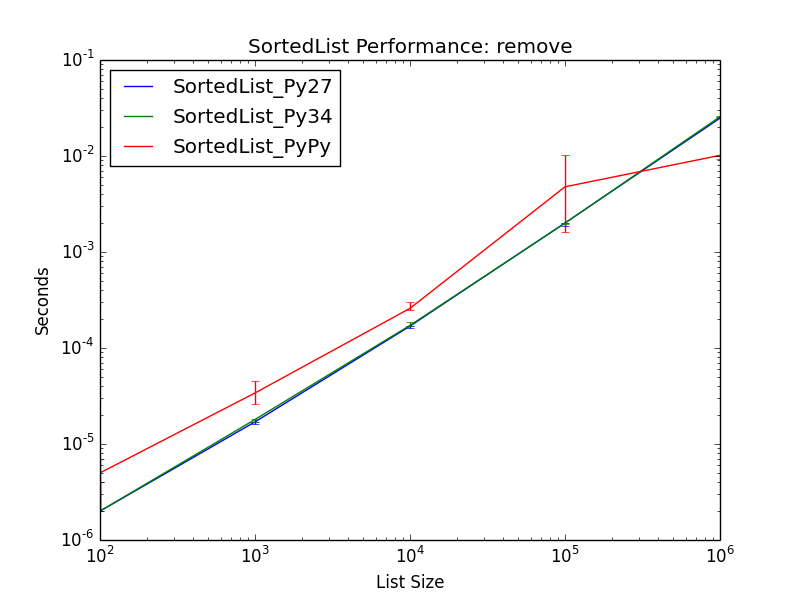 SortedList Performance: remove
SortedList_Py27
SortedList_Py34
SortedList_PyPy
10^-1
10^-2
10^-3
10^-4
10^-5
10^-6
Seconds
10^2 10^3 10^4 10^5 10^6
List Size